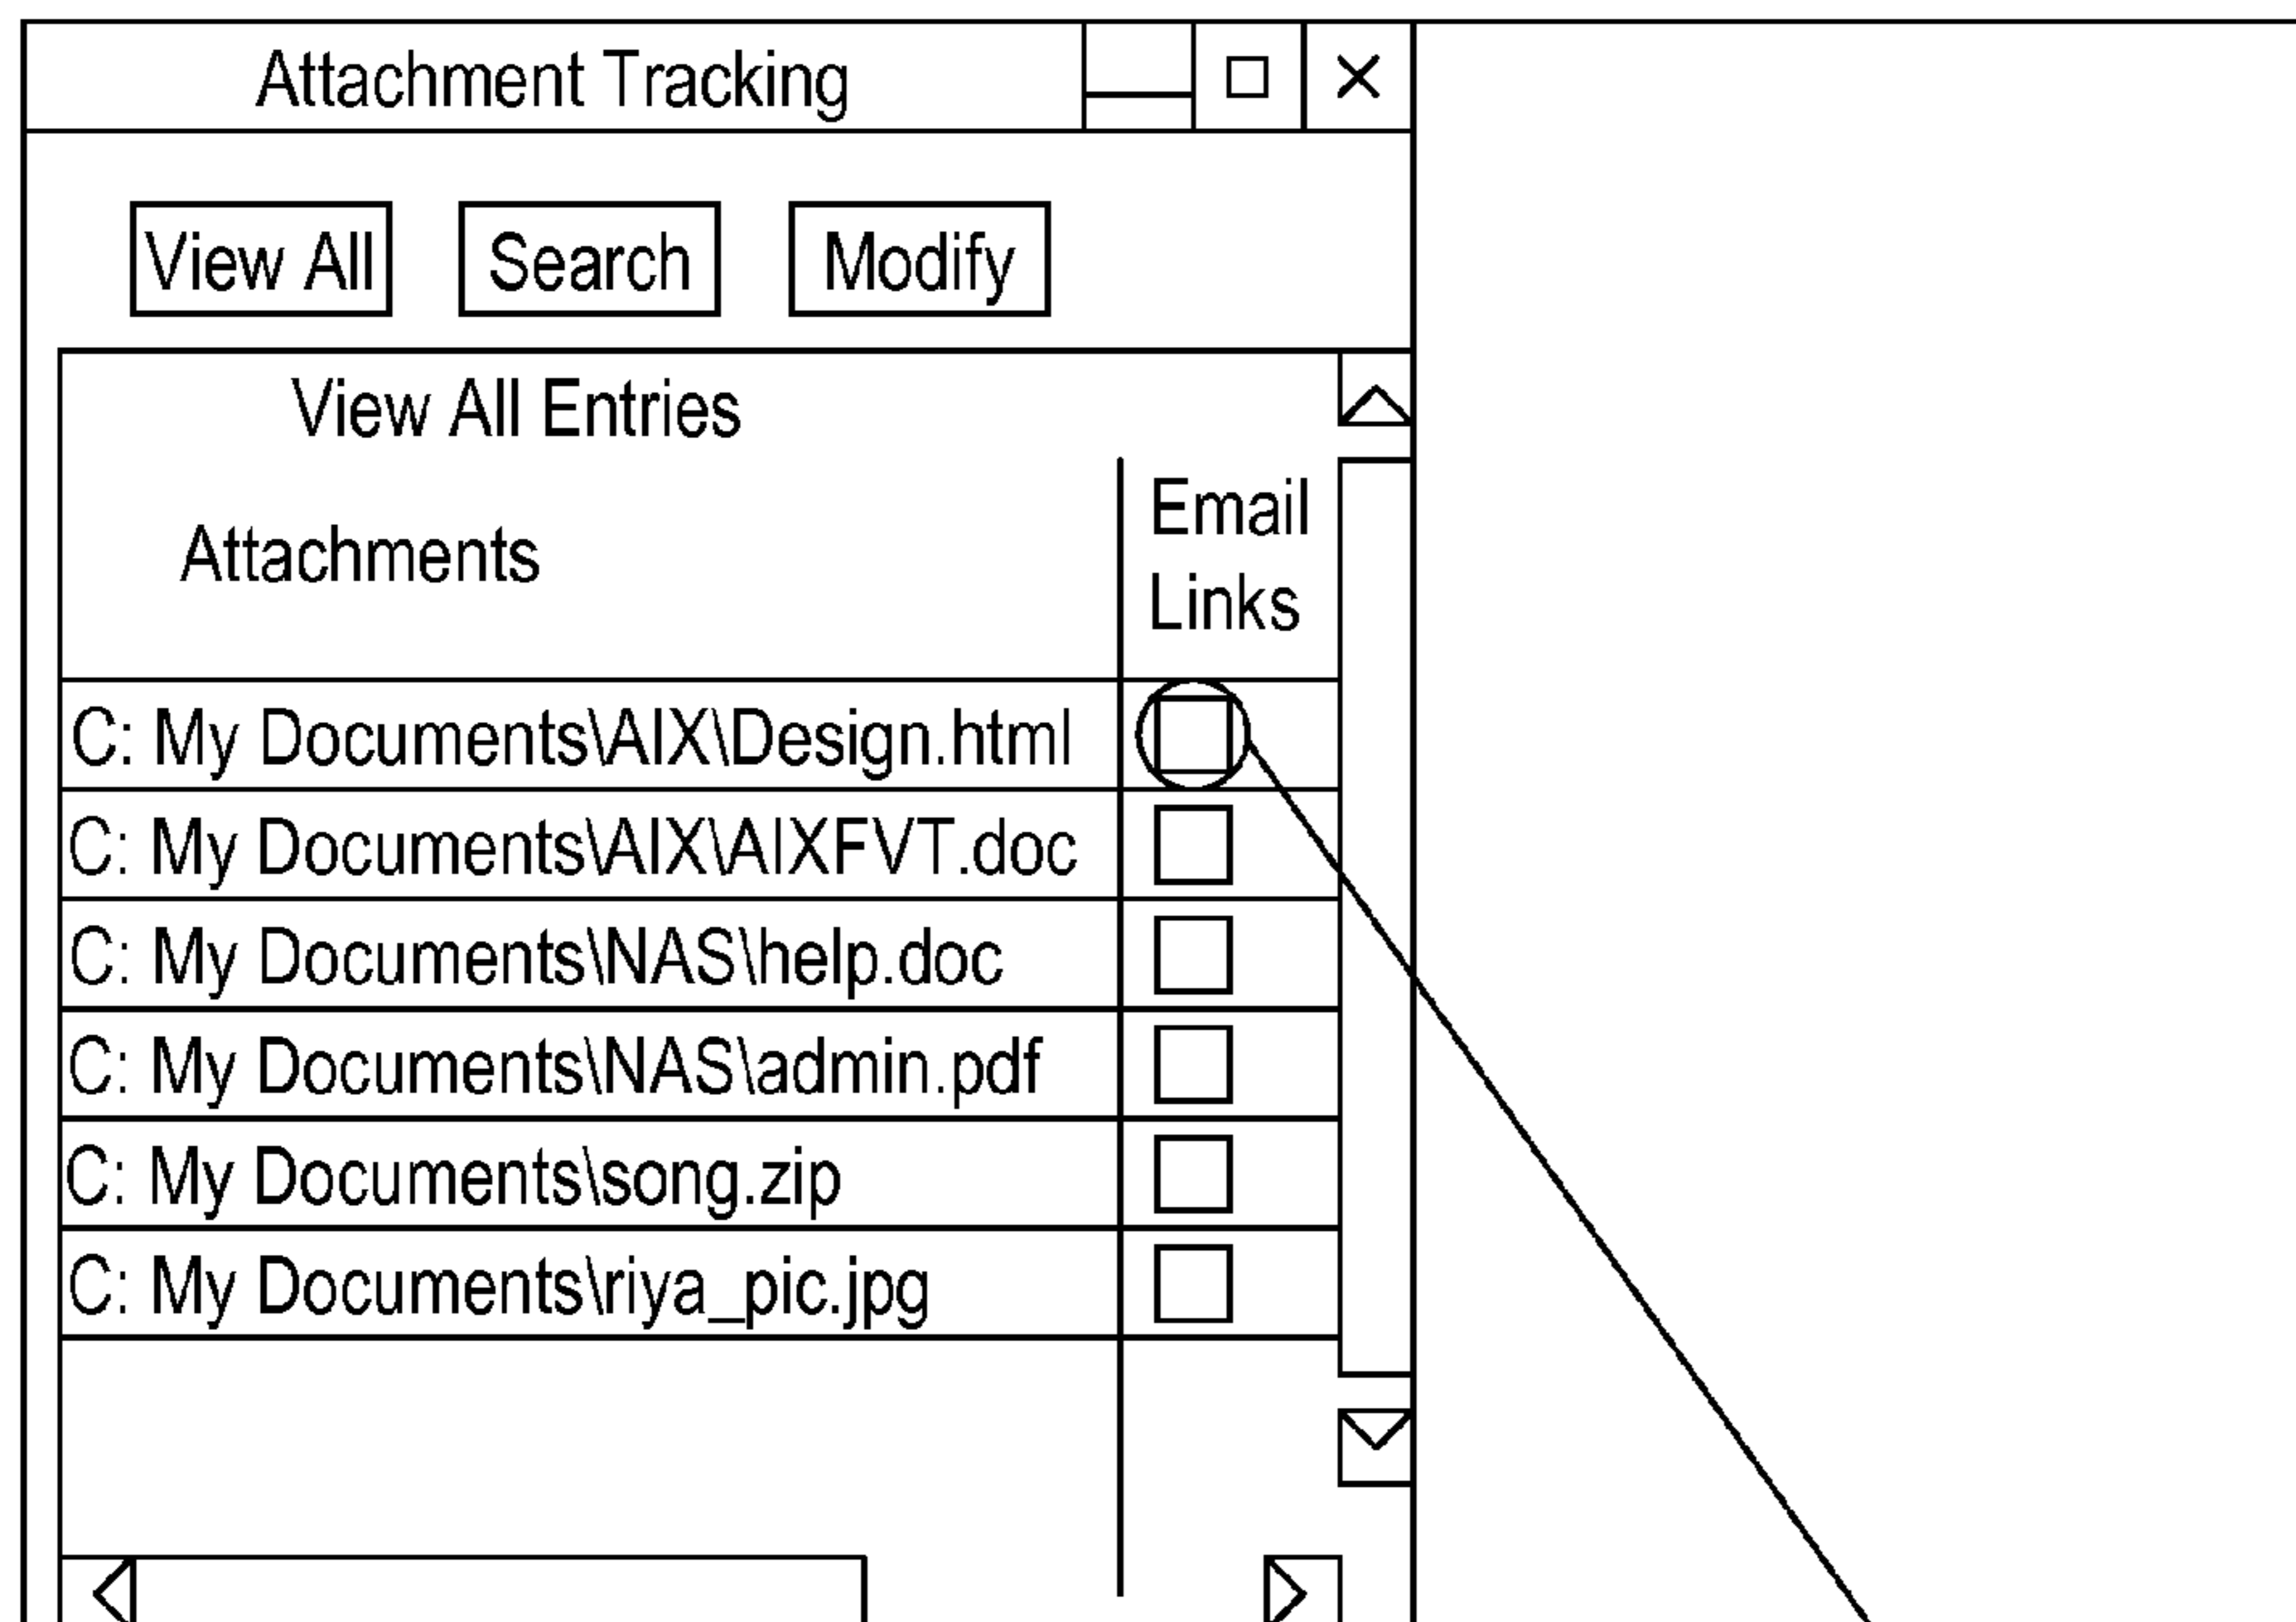 Attachment Tracking
View All Search Modify
View All Entries
Attachments
Email
Links
C: My Documents\AIX\Design.html
C: My Documents\AIX\AIXFVT.doc
C: My Documents\NAS\help.doc
C: My Documents\NAS\admin.pdf
C: My Documents\song.zip
C: My Documents\riya_pic.jpg